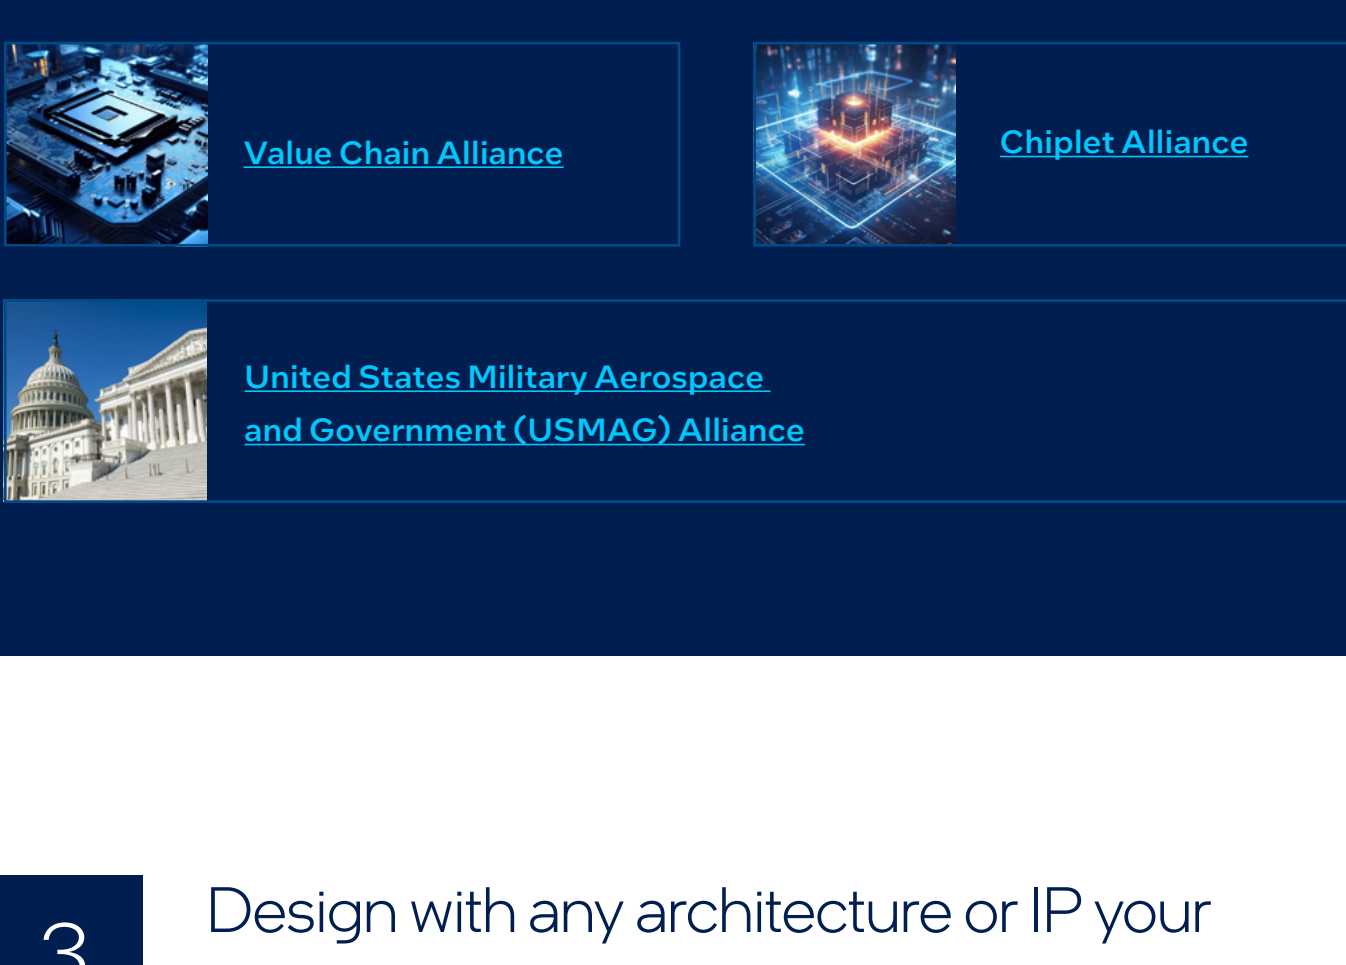 Value Chain Alliance
Chiplet Alliance
United States Military Aerospace
and Government (USMAG) Alliance
3
Design with any architecture or IP your